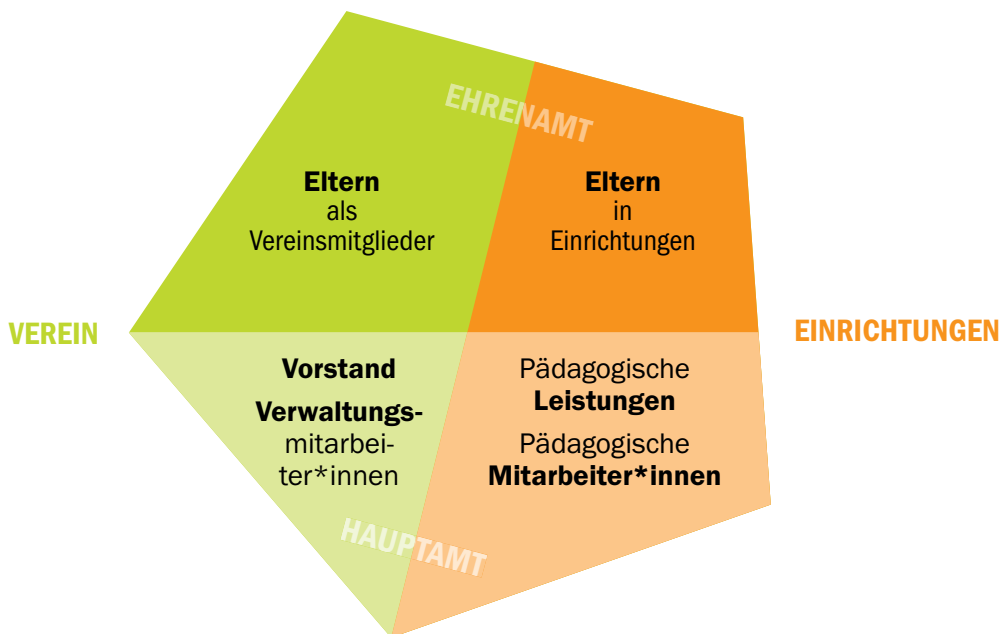 EHRENAMT
Eltern
als
Vereinsmitglieder
Eltern
in
Einrichtungen
VEREIN
EINRICHTUNGEN
Vorstand
Verwaltungs-
mitarbei-
ter*innen
Pädagogische
Leistungen
Pädagogische
Mitarbeiter*innen
HAUPTAMT